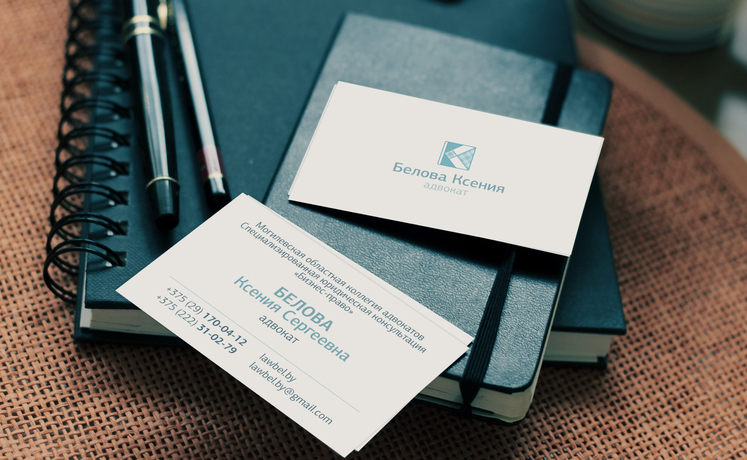 Белова Ксения
адвокат
Могилевская областная коллегия адвокатов
Специализированная юридическая консультация
«Бизнес-право»
БЕЛОВА
Ксения Сергеевна
адвокат
+375 (29) 170-04-12
+375 (222) 31-02-79
lawbel.by
lawbel.by@gmail.com